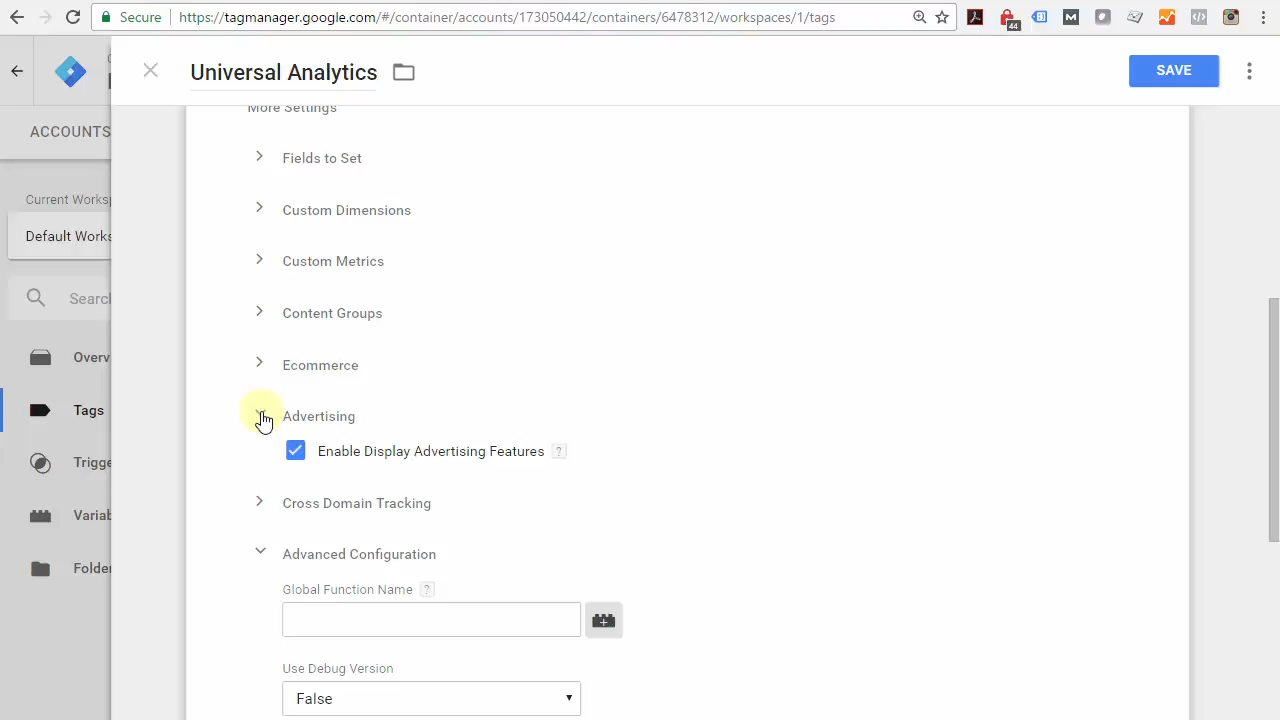 Secure
https://tagmanager.google.com/#/container/accounts/173050442/containers/6478312/workspaces/1/tags
44
M
Universal Analytics
SAVE
ACCOUNTS
More Settings
Fields to Set
Current Worksp
Custom Dimensions
Default Works
Custom Metrics
Search
Content Groups
Overv
Ecommerce
Tags
Advertising
Enable Display Advertising Features ?
Trigge
Cross Domain Tracking
Variab
Advanced Configuration
Folder
Global Function Name ?
Use Debug Version
False